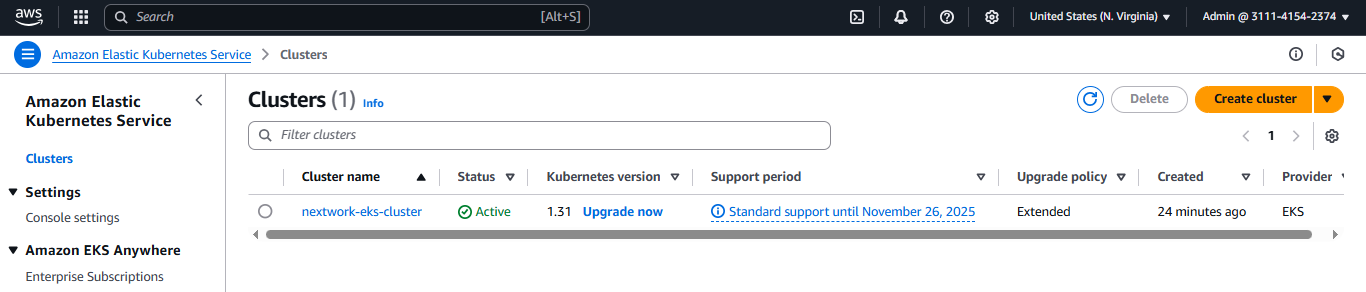 aws Search [Alt+S] United States (N. Virginia) Admin @ 3111-4154-2374
Amazon Elastic Kubernetes Service Clusters
Amazon Elastic
Kubernetes Service
Clusters
Settings
Console settings
Amazon EKS Anywhere
Enterprise Subscriptions
Clusters (1) Info Delete Create cluster
Filter clusters 1
Cluster name Status Kubernetes version Support period Upgrade policy Created Provider
nextwork-eks-cluster Active 1.31 Upgrade now Standard support until November 26, 2025 Extended 24 minutes ago EKS